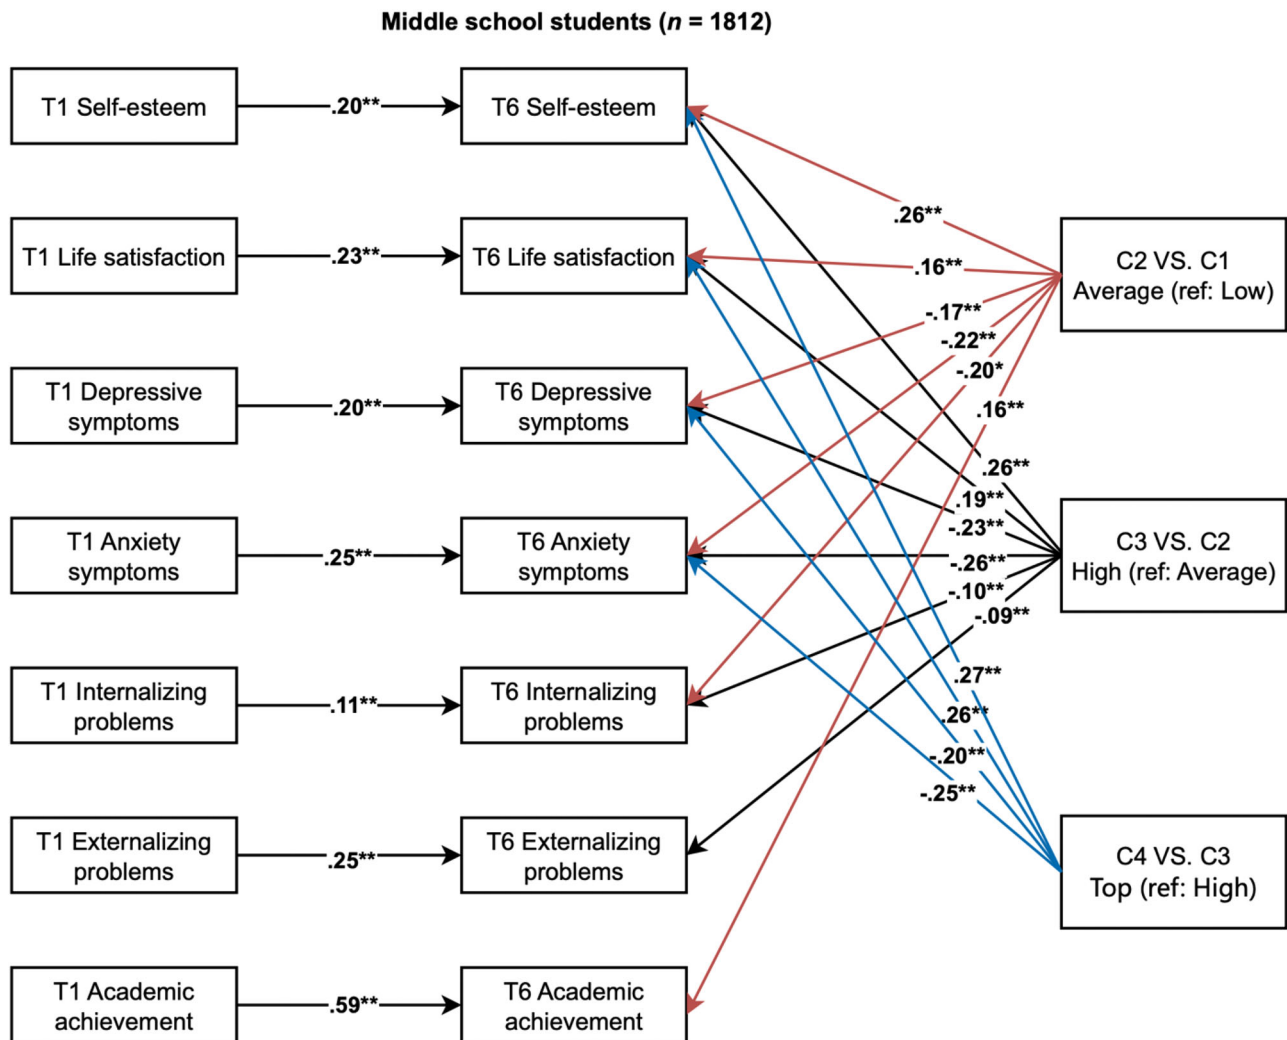 Middle school students (n = 1812)
T1 Self-esteem
.20**
T6 Self-esteem
.26**
T1 Life satisfaction
.23**
T6 Life satisfaction
.16**
C2 VS. C1
Average (ref: Low)
-.17**
-.22**
-.20*
.16**
T1 Depressive
symptoms
.20**
T6 Depressive
symptoms
.26**
.19**
-.23**
-.26**
-.10**
-.09**
T1 Anxiety
symptoms
.25**
T6 Anxiety
symptoms
C3 VS. C2
High (ref: Average)
T1 Internalizing
problems
.11**
T6 Internalizing
problems
.27**
.26**
-.20**
-.25**
T1 Externalizing
problems
.25**
T6 Externalizing
problems
C4 VS. C3
Top (ref: High)
T1 Academic
achievement
.59**
T6 Academic
achievement